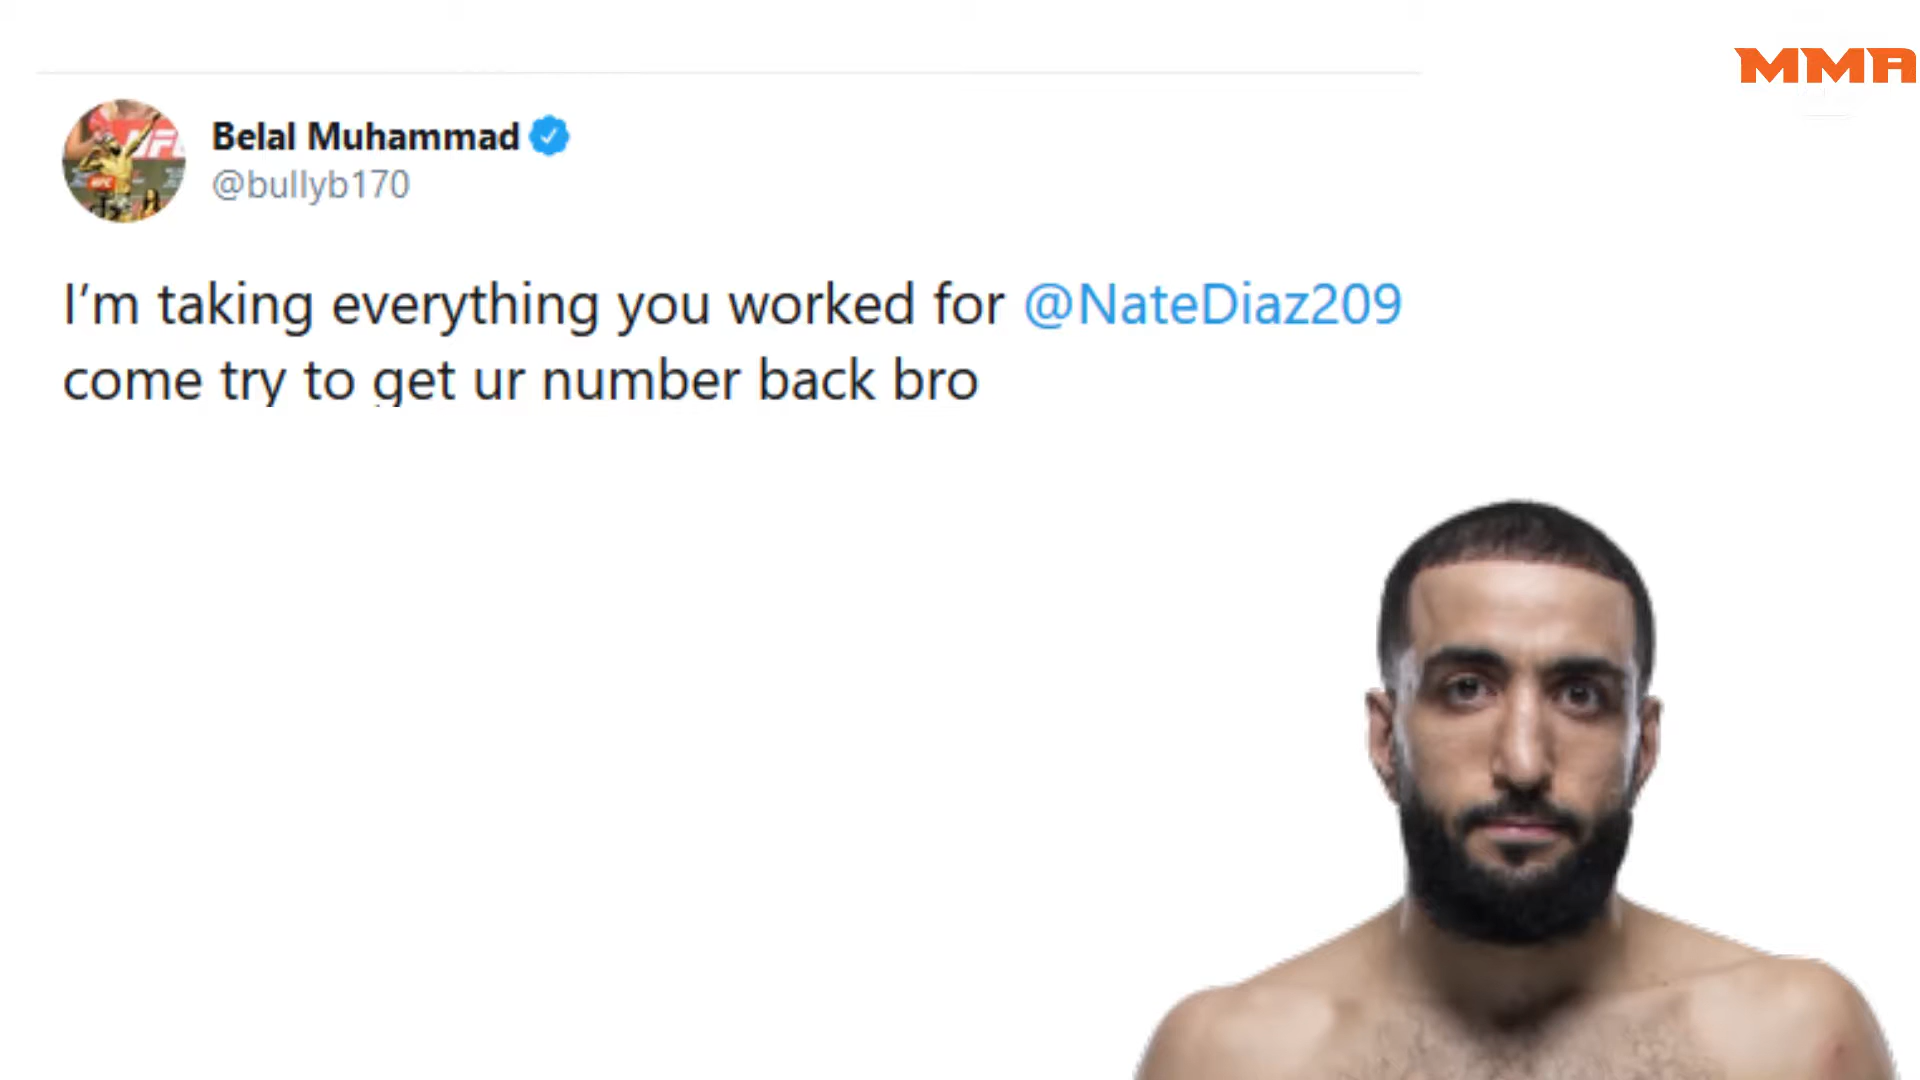 MMA
Belal Muhammad
@bullyb170
I'm taking everything you worked for @NateDiaz209
come try to get ur number back bro